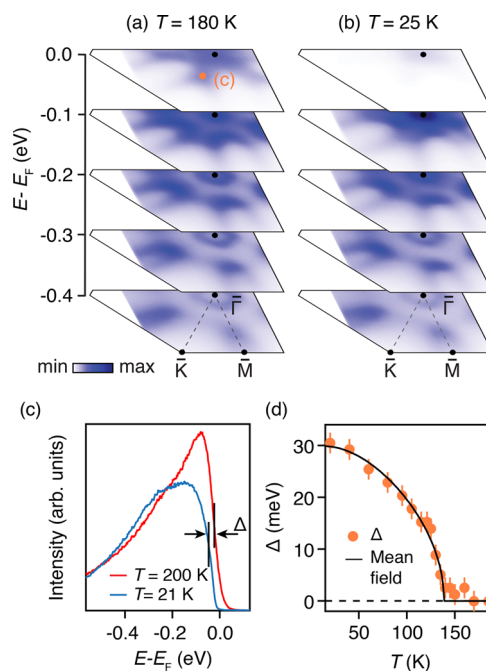 (a) T = 180 K
(b) T = 25 K
E- E_F (eV)
0.0
-0.1
-0.2
-0.3
-0.4
(c)
Γ̄
K̄
M̄
Γ̄
K̄
M̄
min max
(c)
Intensity (arb. units)
Δ
T = 200 K
T = 21 K
-0.4
-0.2
0.0
E-E_F (eV)
(d)
Δ (meV)
30
20
10
0
Δ
Mean
field
50
100
150
T (K)